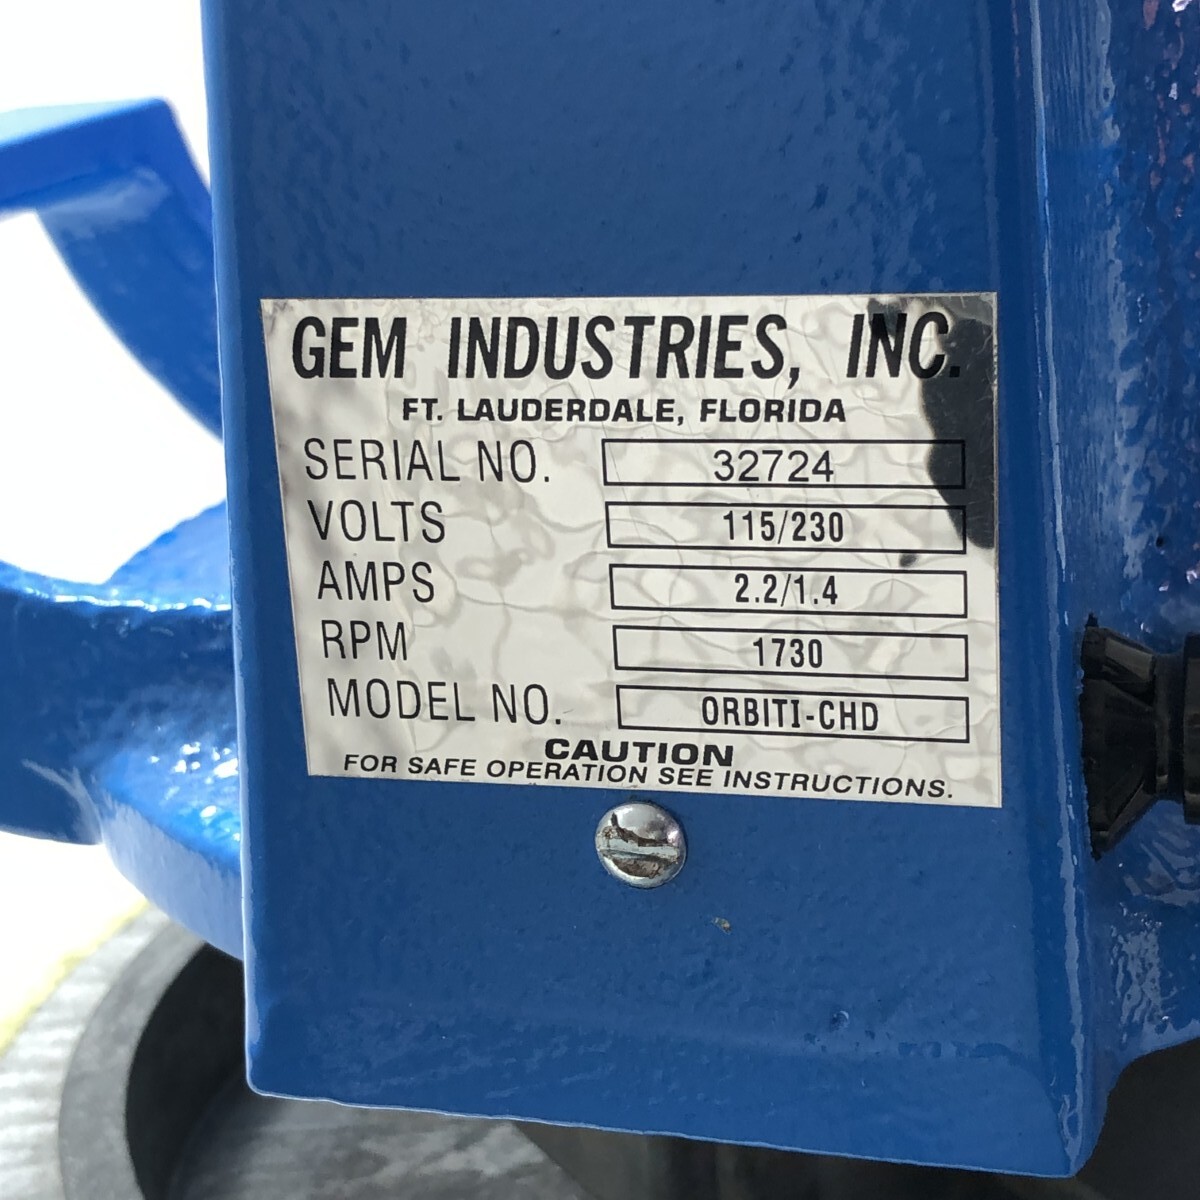 GEM INDUSTRIES, INC.
FT. LAUDERDALE, FLORIDA
SERIAL NO. 32724
VOLTS 115/230
AMPS 2.2/1.4
RPM 1730
MODEL NO. ORBITI-CHD
CAUTION
FOR SAFE OPERATION SEE INSTRUCTIONS.